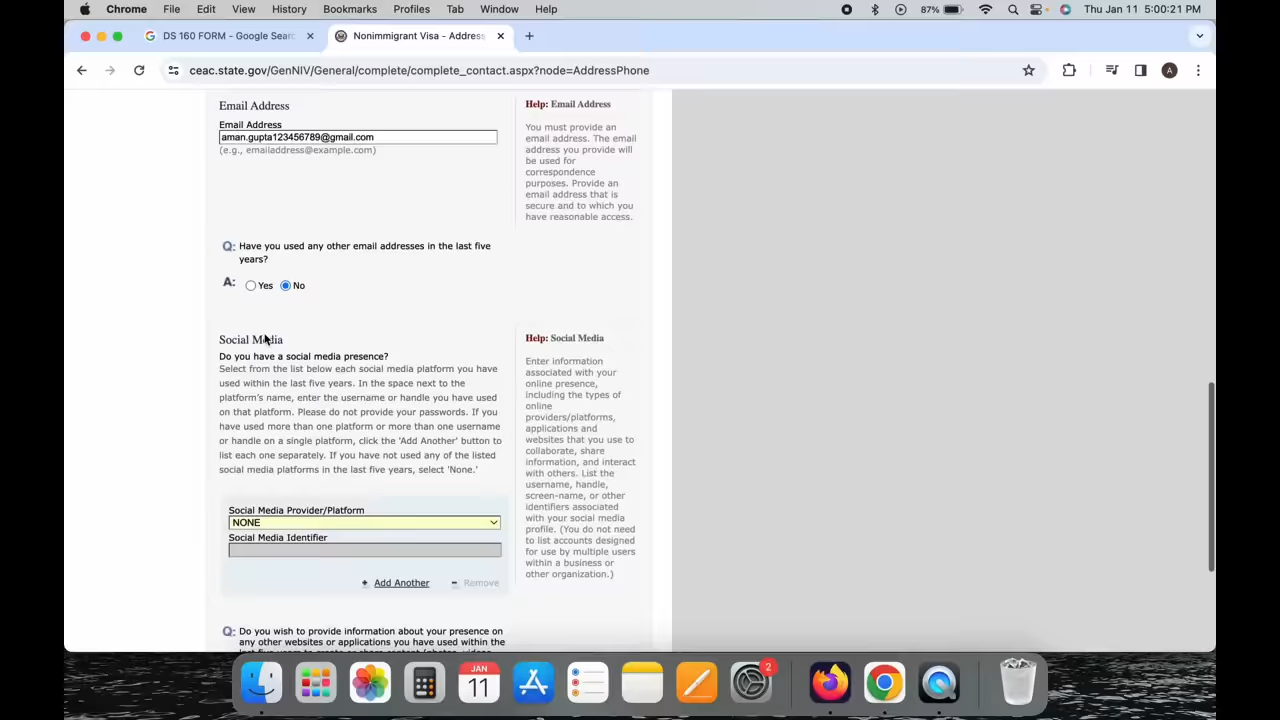 Chrome File Edit View History Bookmarks Profiles Tab Window Help 87% Thu Jan 11 5:00:21 PM
DS 160 FORM - Google Searc
Nonimmigrant Visa - Address
ceac.state.gov/GenNIV/General/complete/complete_contact.aspx?node=AddressPhone
A
Email Address
Email Address
aman.gupta123456789@gmail.com
(e.g., emailaddress@example.com)
Help: Email Address
You must provide an
email address. The email
address you provide will
be used for
correspondence
purposes. Provide an
email address that is
secure and to which you
have reasonable access.
Q: Have you used any other email addresses in the last five
years?
A: Yes No
Social Media
Do you have a social media presence?
Select from the list below each social media platform you have
used within the last five years. In the space next to the
platform's name, enter the username or handle you have used
on that platform. Please do not provide your passwords. If you
have used more than one platform or more than one username
or handle on a single platform, click the 'Add Another' button to
list each one separately. If you have not used any of the listed
social media platforms in the last five years, select 'None.'
Help: Social Media
Enter information
associated with your
online presence,
including the types of
online
providers/platforms,
applications and
websites that you use to
collaborate, share
information, and interact
with others. List the
username, handle,
screen-name, or other
identifiers associated
with your social media
profile. (You do not need
to list accounts designed
for use by multiple users
within a business or
other organization.)
Social Media Provider/Platform
NONE
Social Media Identifier
+ Add Another - Remove
Q: Do you wish to provide information about your presence on
any other websites or applications you have used within the
JAN
11
2